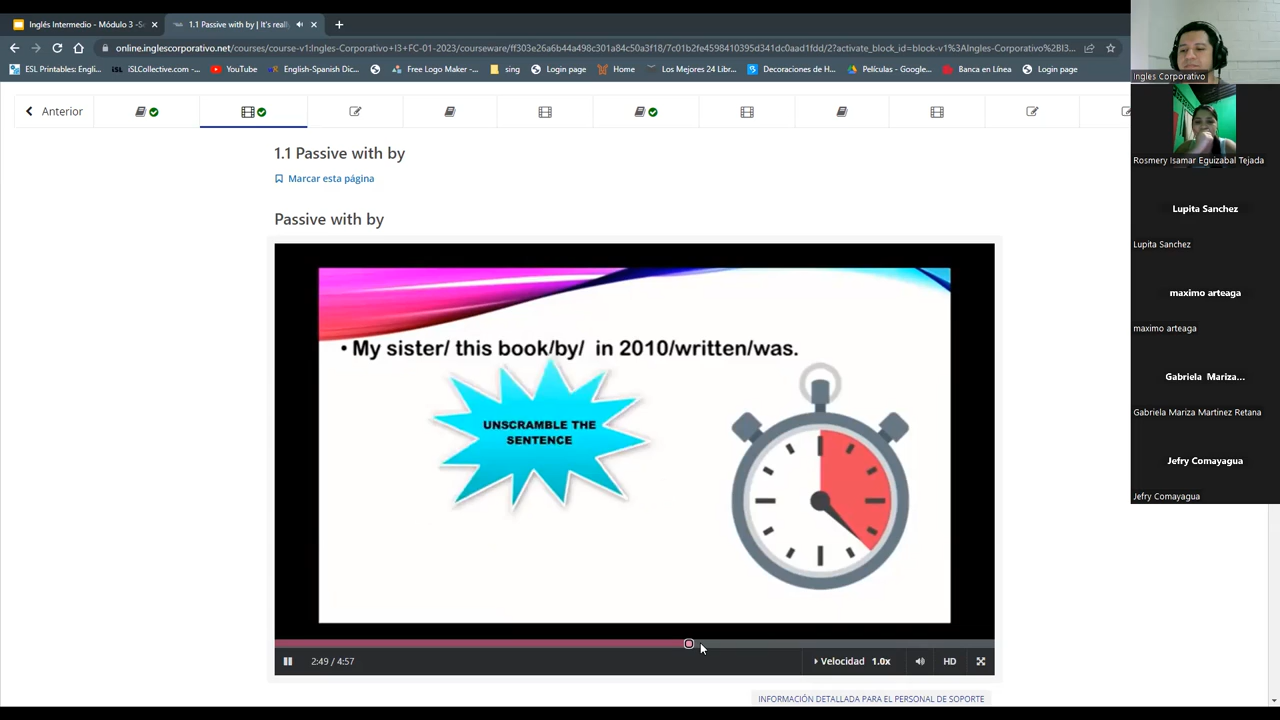 Inglés Intermedio - Módulo 3 -S
1.1 Passive with by | It's reall
online.inglescorporativo.net/courses/course-v1:Ingles-Corporativo+I3+FC-01-2023/courseware/ff303e26a6b44a498c301a84c50a3f18/7c01b2fe4598410395d341dc0aad1fdd/2?activate_block_id=block-v1%3AIngles-Corporativo%2BI3...
ESL Printables: Engli...
iSLCollective.com -...
YouTube
English-Spanish Dic...
Free Logo Maker -...
sing
Login page
Home
Los Mejores 24 Libr...
Decoraciones de H...
Películas - Google...
Banca en Línea
Login page
Anterior
1.1 Passive with by
Marcar esta página
Passive with by
• My sister/ this book/by/ in 2010/written/was.
UNSCRAMBLE THE
SENTENCE
2:49 / 4:57
Velocidad 1.0x
HD
INFORMACIÓN DETALLADA PARA EL PERSONAL DE SOPORTE
Ingles Corporativo
Rosmery Isamar Eguizabal Tejada
Lupita Sanchez
Lupita Sanchez
maximo arteaga
maximo arteaga
Gabriela Mariza...
Gabriela Mariza Martinez Retana
Jefry Comayagua
Jefry Comayagua